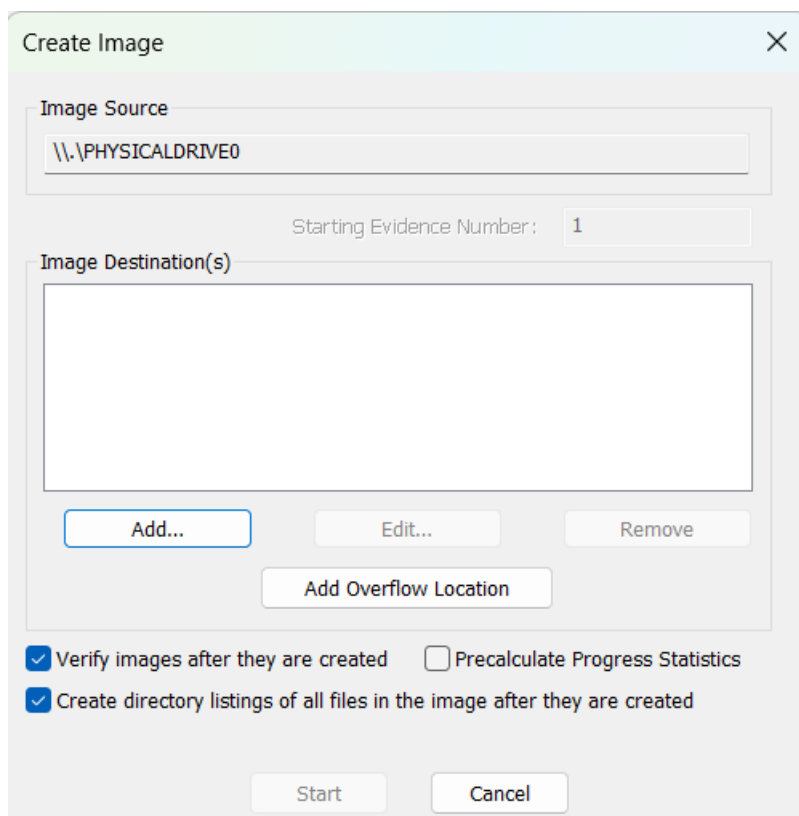 Create Image
Image Source
\\.\PHYSICALDRIVE0
Starting Evidence Number: 1
Image Destination(s)
Add... Edit... Remove
Add Overflow Location
Verify images after they are created Precalculate Progress Statistics
Create directory listings of all files in the image after they are created
Start Cancel